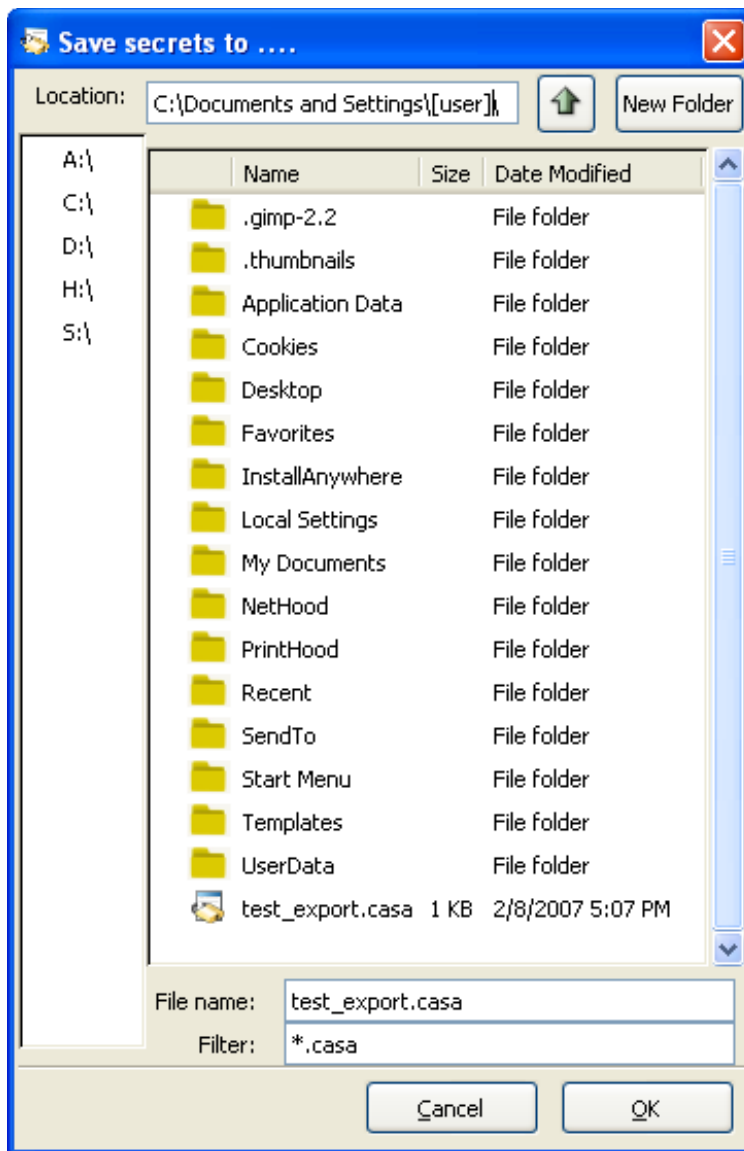 Save secrets to ....
Location: C:\Documents and Settings\[user]\ New Folder
A:\
C:\
D:\
H:\
S:\
Name Size Date Modified
.gimp-2.2 File folder
.thumbnails File folder
Application Data File folder
Cookies File folder
Desktop File folder
Favorites File folder
InstallAnywhere File folder
Local Settings File folder
My Documents File folder
NetHood File folder
PrintHood File folder
Recent File folder
SendTo File folder
Start Menu File folder
Templates File folder
UserData File folder
test_export.casa 1 KB 2/8/2007 5:07 PM
File name: test_export.casa
Filter: *.casa
Cancel OK